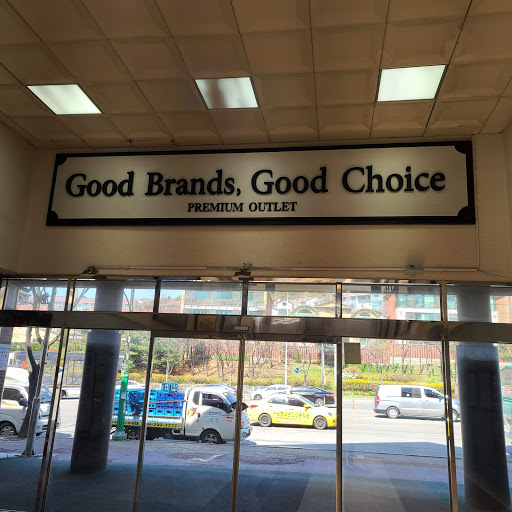 Good Brands, Good Choice
PREMIUM OUTLET